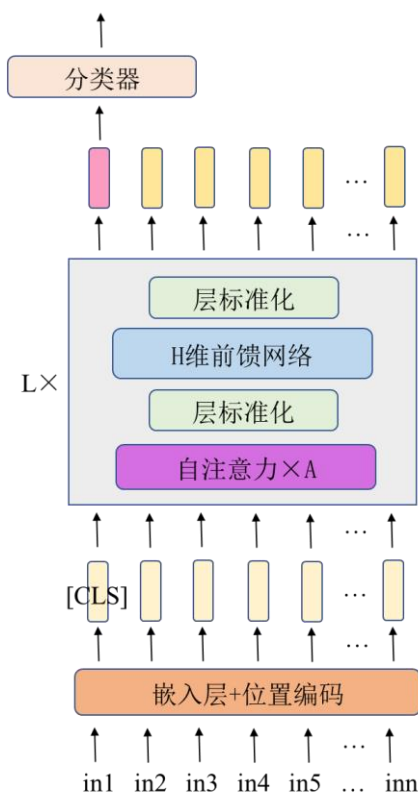 分类器
…
…
层标准化
H维前馈网络
L×
层标准化
自注意力×A
…
[CLS]
…
…
嵌入层+位置编码
…
in1 in2 in3 in4 in5 … inn